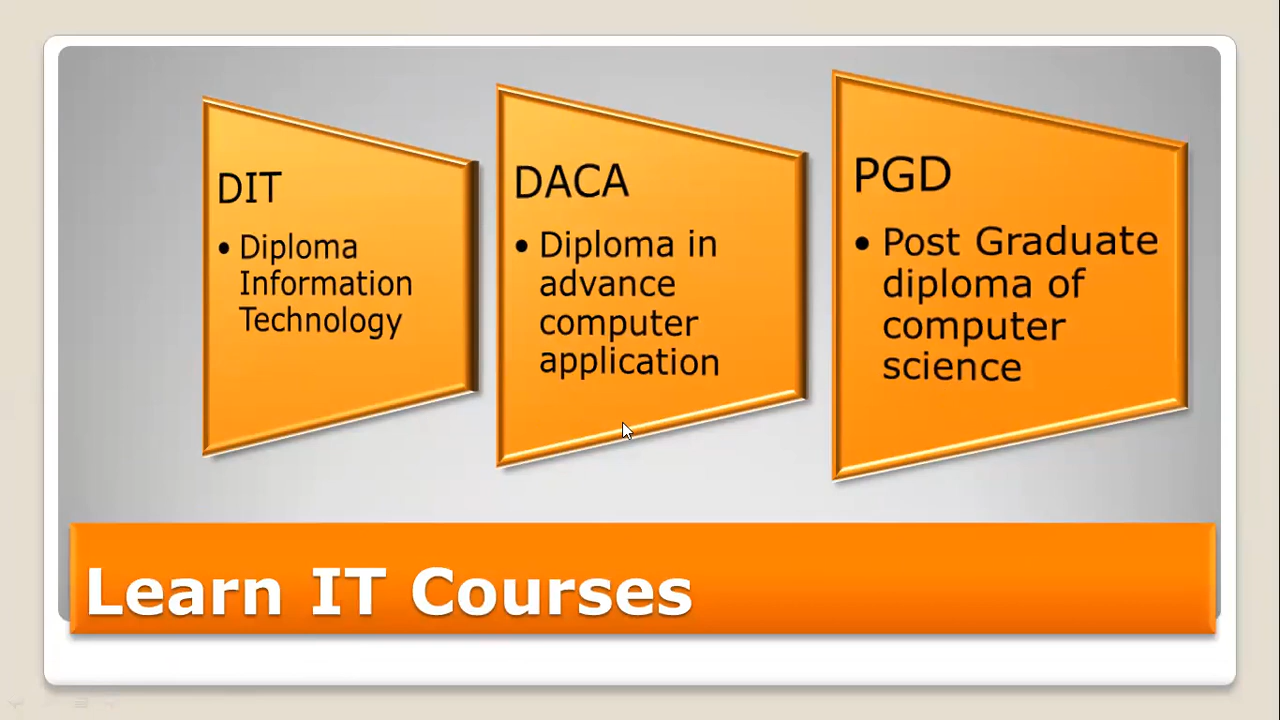 DIT
• Diploma
Information
Technology
DACA
• Diploma in
advance
computer
application
PGD
• Post Graduate
diploma of
computer
science
Learn IT Courses